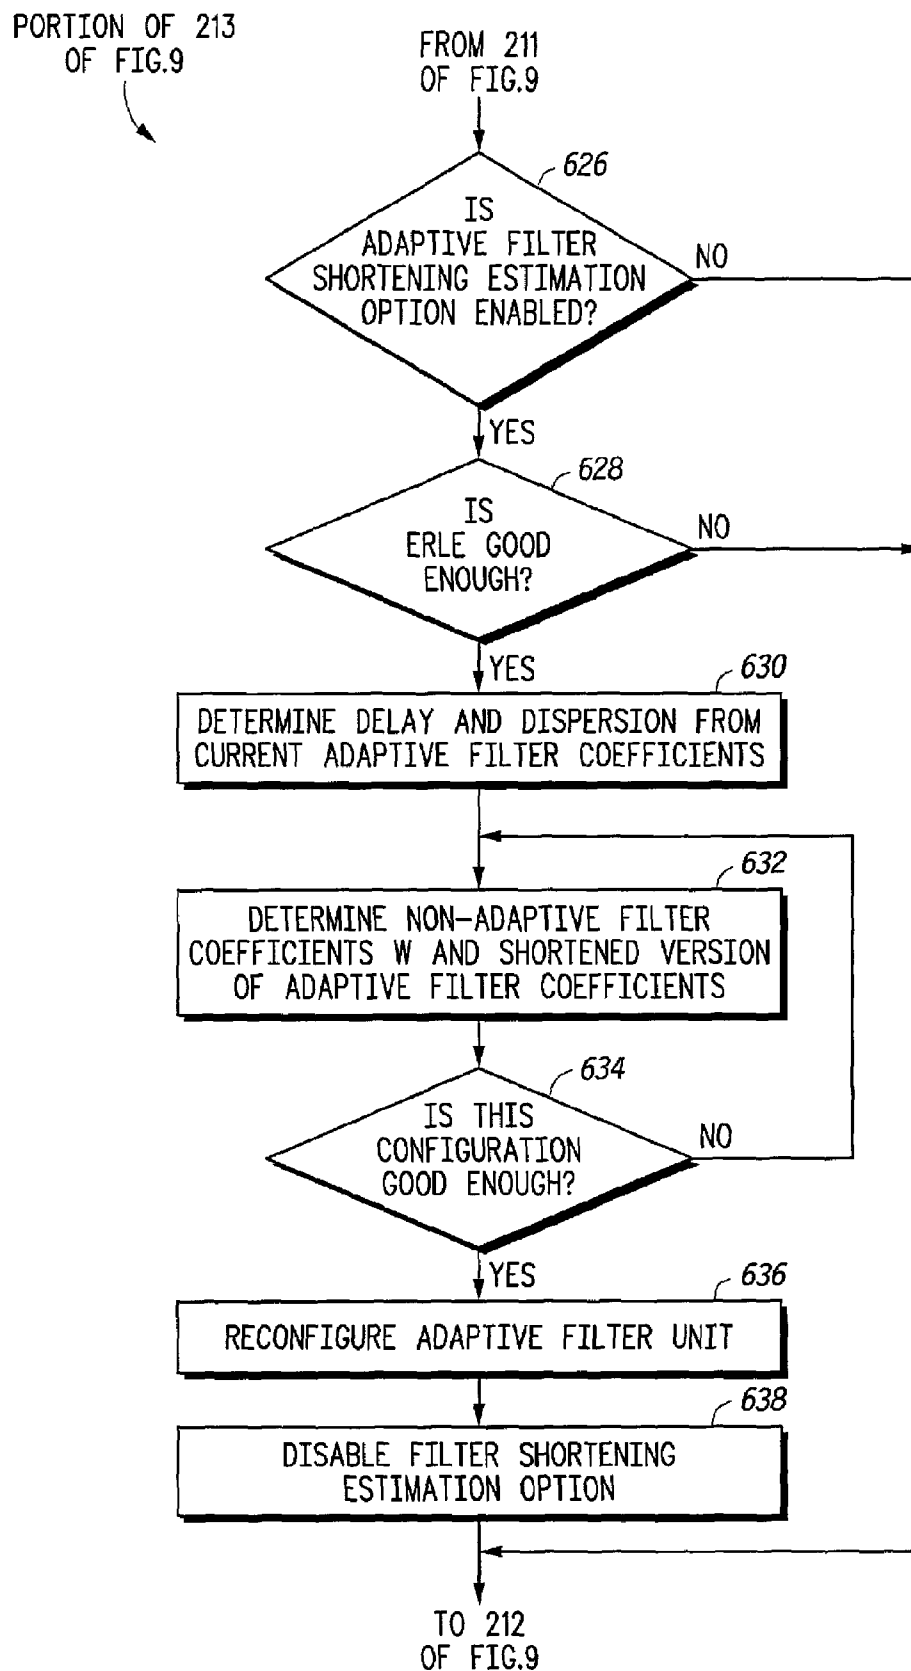 PORTION OF 213
OF FIG.9
FROM 211
OF FIG.9
626
IS
ADAPTIVE FILTER
SHORTENING ESTIMATION
OPTION ENABLED?
NO
YES
628
IS
ERLE GOOD
ENOUGH?
NO
YES
630
DETERMINE DELAY AND DISPERSION FROM
CURRENT ADAPTIVE FILTER COEFFICIENTS
632
DETERMINE NON-ADAPTIVE FILTER
COEFFICIENTS W AND SHORTENED VERSION
OF ADAPTIVE FILTER COEFFICIENTS
634
IS THIS
CONFIGURATION
GOOD ENOUGH?
NO
YES
636
RECONFIGURE ADAPTIVE FILTER UNIT
638
DISABLE FILTER SHORTENING
ESTIMATION OPTION
TO 212
OF FIG.9